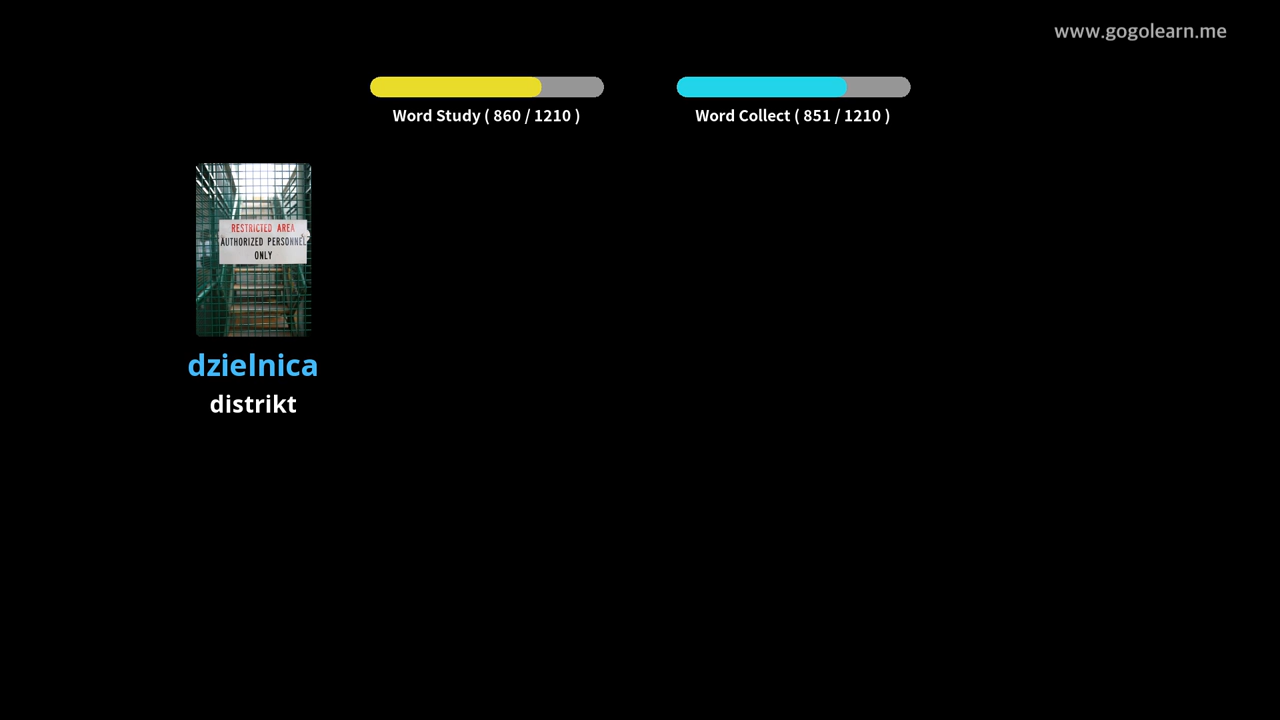 www.gogolearn.me
Word Study ( 860 / 1210 )
Word Collect ( 851 / 1210 )
RESTRICTED AREA
AUTHORIZED PERSONNEL
ONLY
dzielnica
distrikt